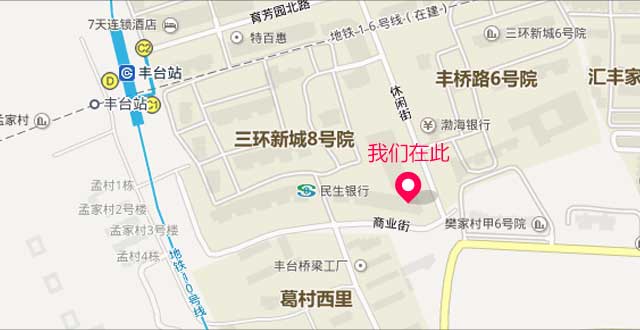 育芳园北路
7天连锁酒店
特百惠
地铁-1-6号线-(在建-)
三环新城6号院
C2
丰台站
D
丰桥路6号院
汇丰家
丰台站
C1
休闲街
孟家村
渤海银行
三环新城8号院
我们在此
孟村1栋
民生银行
孟家村2号楼
商业街
樊家村甲6号院
孟家村3号楼
孟村4栋
地铁10号线
丰台桥梁工厂
葛村西里